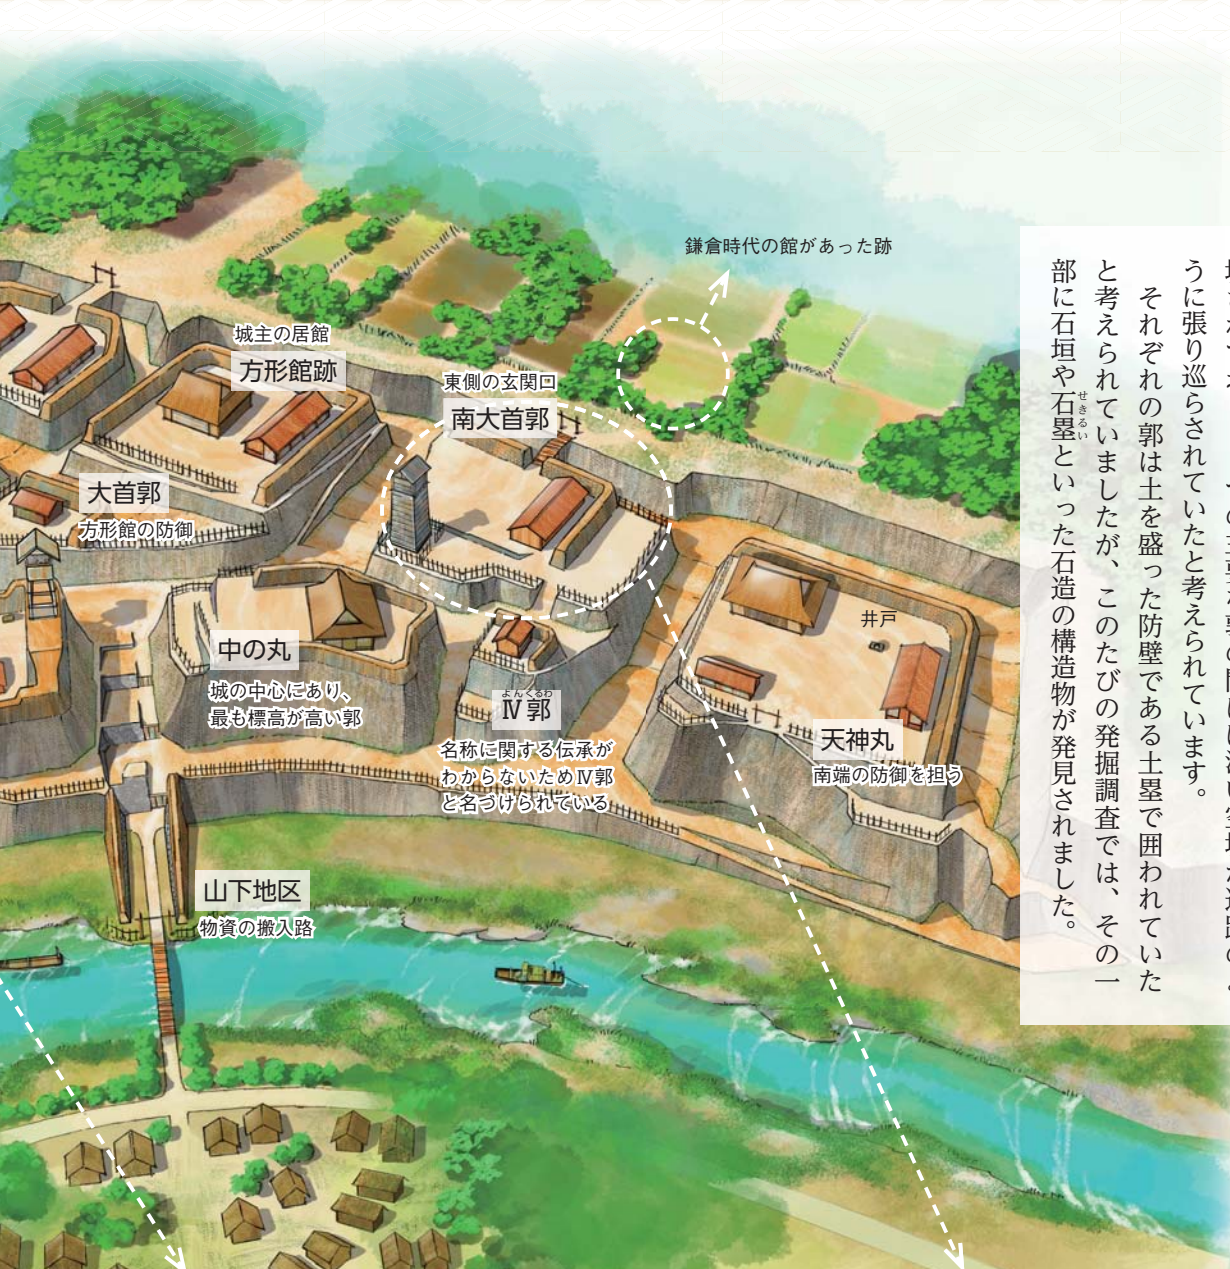 鎌倉時代の館があった跡
城主の居館
方形館跡
東側の玄関口
南大首郭
大首郭
方形館の防御
中の丸
城の中心にあり、
最も標高が高い郭
よんくるわ
Ⅳ郭
名称に関する伝承が
わからないためⅣ郭
と名づけられている
井戸
天神丸
南端の防御を担う
山下地区
物資の搬入路
うに張り巡らされていたと考えられています。
それぞれの郭は土を盛った防壁である土塁で囲われていた
と考えられていましたが、このたびの発掘調査では、その一
部に石垣や石塁といった石造の構造物が発見されました。
せきるい